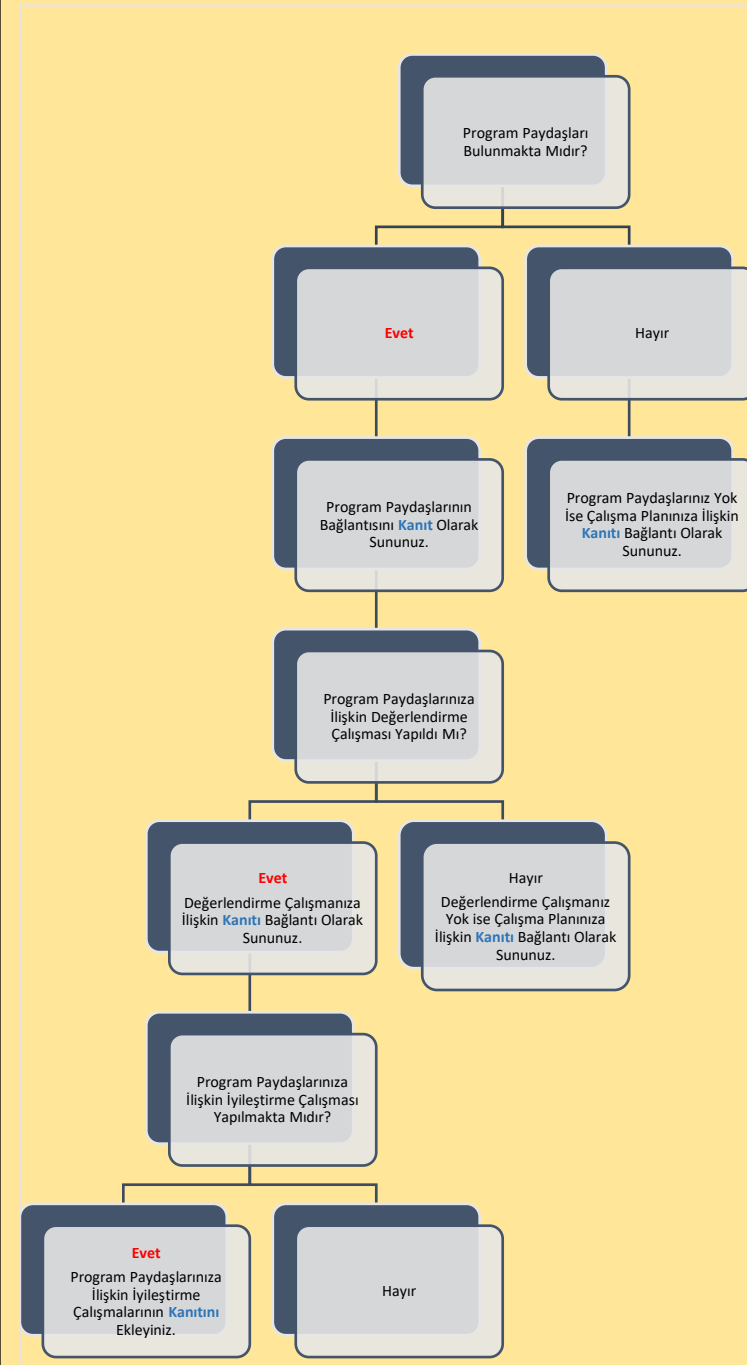 Program Paydaşları
Bulunmakta Mıdır?
Evet
Hayır
Program Paydaşlarının
Bağlantısını Kanıt Olarak
Sununuz.
Program Paydaşlarınız Yok
İse Çalışma Planınıza İlişkin
Kanıtı Bağlantı Olarak
Sununuz.
Program Paydaşlarınıza
İlişkin Değerlendirme
Çalışması Yapıldı Mı?
Evet
Değerlendirme Çalışmanıza
İlişkin Kanıtı Bağlantı Olarak
Sununuz.
Hayır
Değerlendirme Çalışmanız
Yok ise Çalışma Planınıza
İlişkin Kanıtı Bağlantı Olarak
Sununuz.
Program Paydaşlarınıza
İlişkin İyileştirme Çalışması
Yapılmakta Mıdır?
Evet
Program Paydaşlarınıza
İlişkin İyileştirme
Çalışmalarının Kanıtını
Ekleyiniz.
Hayır